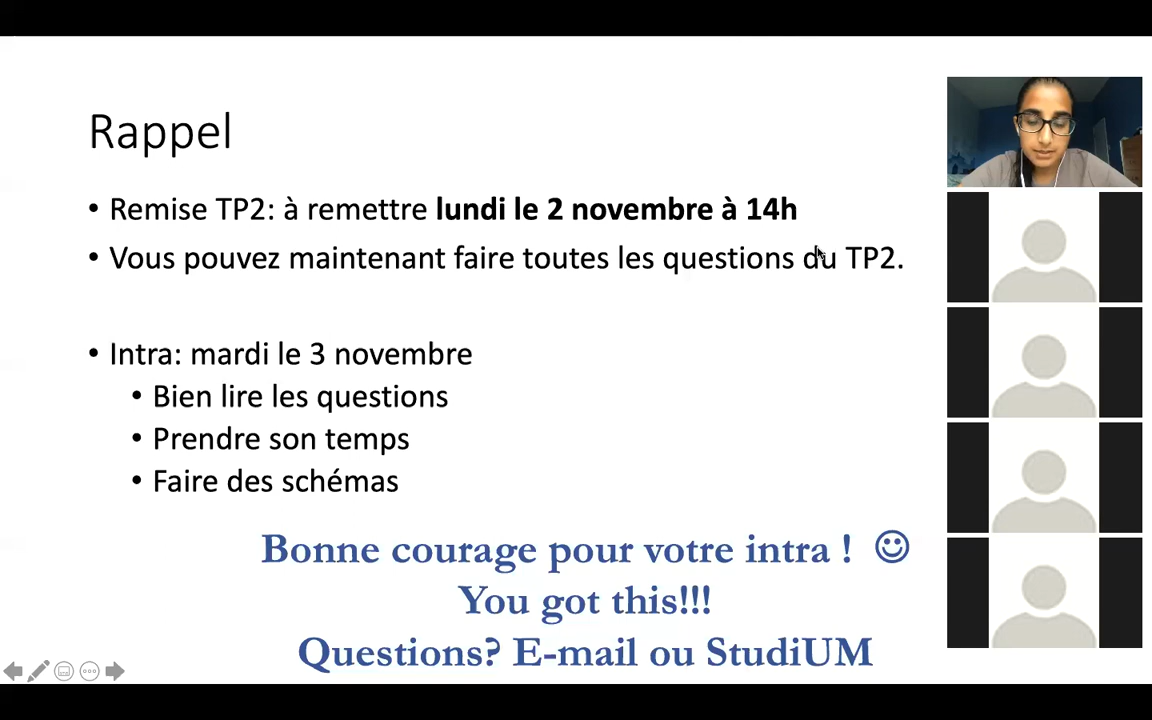 Rappel
• Remise TP2: à remettre lundi le 2 novembre à 14h
• Vous pouvez maintenant faire toutes les questions du TP2.
• Intra: mardi le 3 novembre
• Bien lire les questions
• Prendre son temps
• Faire des schémas
Bonne courage pour votre intra ! ☺
You got this!!!
Questions? E-mail ou StudiUM